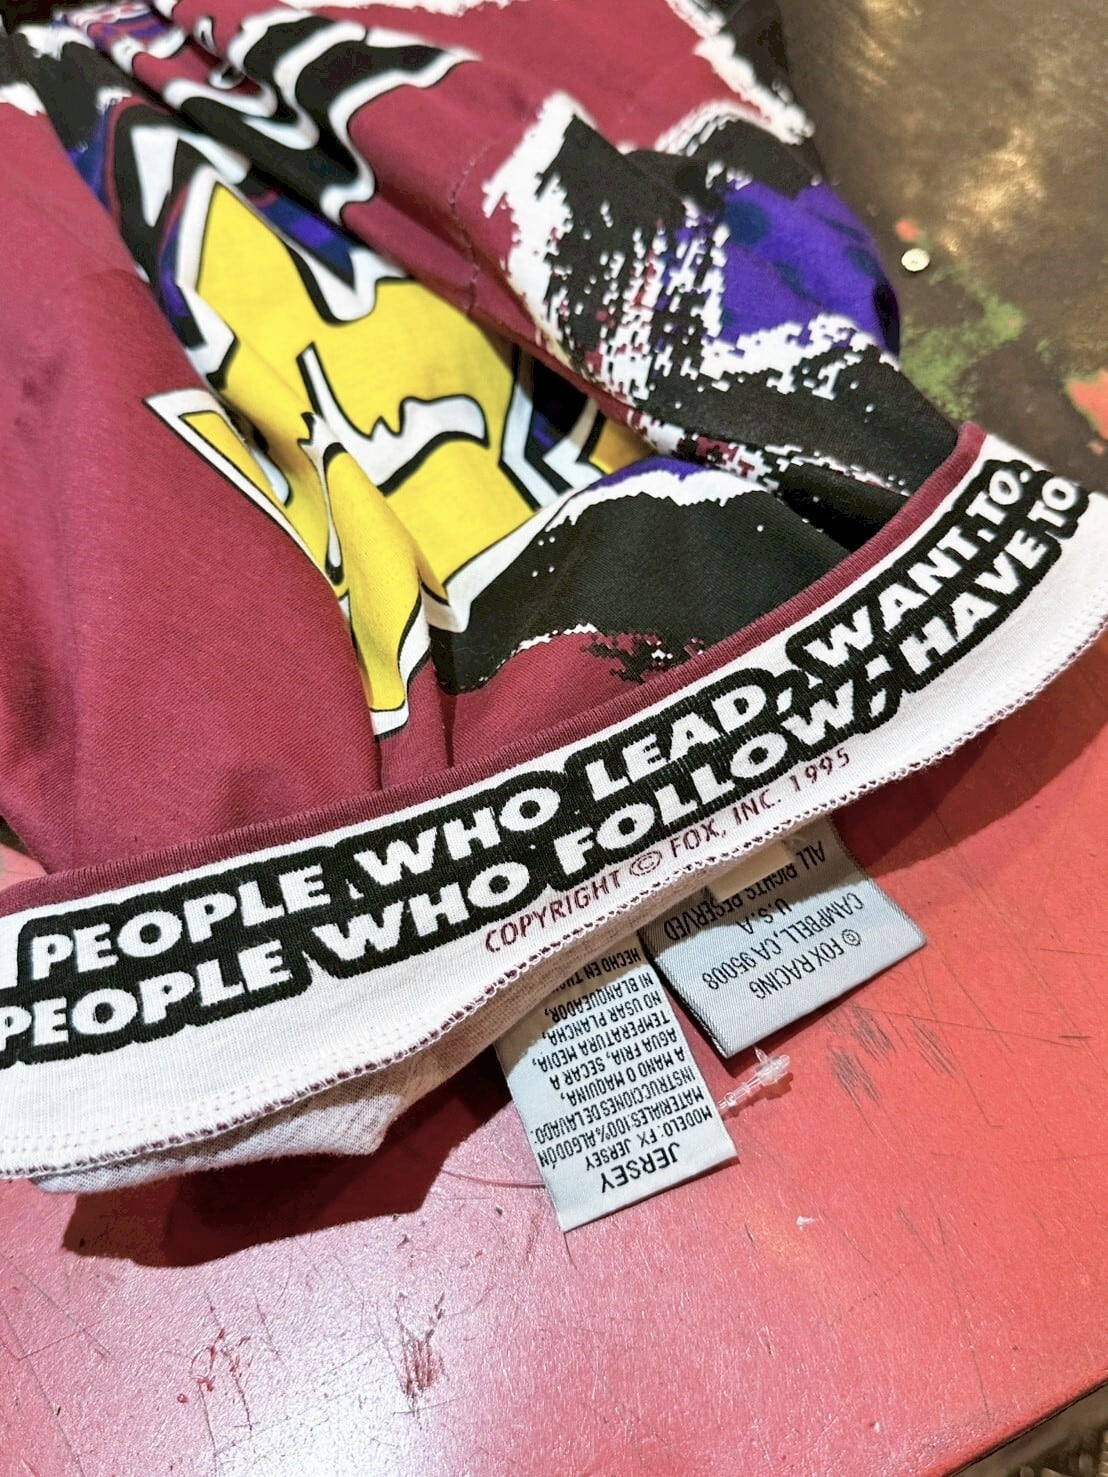 PEOPLE WHO LEAD, WANT TO.
PEOPLE WHO FOLLOW; HAVE TO
COPYRIGHT © FOX, INC. 1995
© FOX RACING
CAMPBELL, CA 95008
U.S.A
ALL RIGHTS RESERVED
JERSEY
MODELO: FX JERSEY
MATERIALES:100% ALGODÓN
INSTRUCCIONES DE LAVADO:
A MANO O MAQUINA,
AGUA FRIA, SECAR A
TEMPERATURA MEDIA,
NO USAR PLANCHA,
NI BLANQUEADOR,
HECHO EN